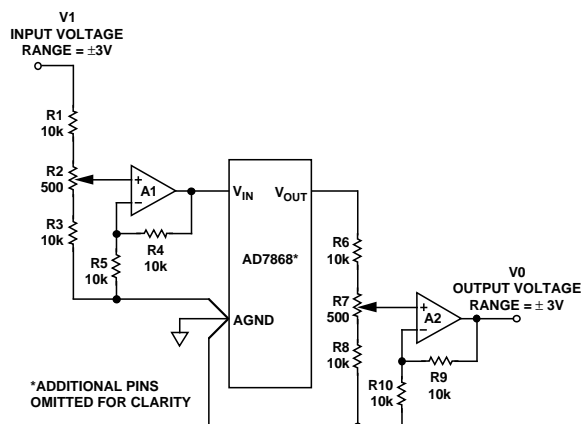 V1
INPUT VOLTAGE
RANGE = ±3V
R1
10k
R2
500
R3
10k
+
–
A1
R4
10k
R5
10k
V_IN
V_OUT
AD7868*
AGND
R6
10k
R7
500
R8
10k
+
–
A2
V0
OUTPUT VOLTAGE
RANGE = ± 3V
R9
10k
R10
10k
*ADDITIONAL PINS
OMITTED FOR CLARITY